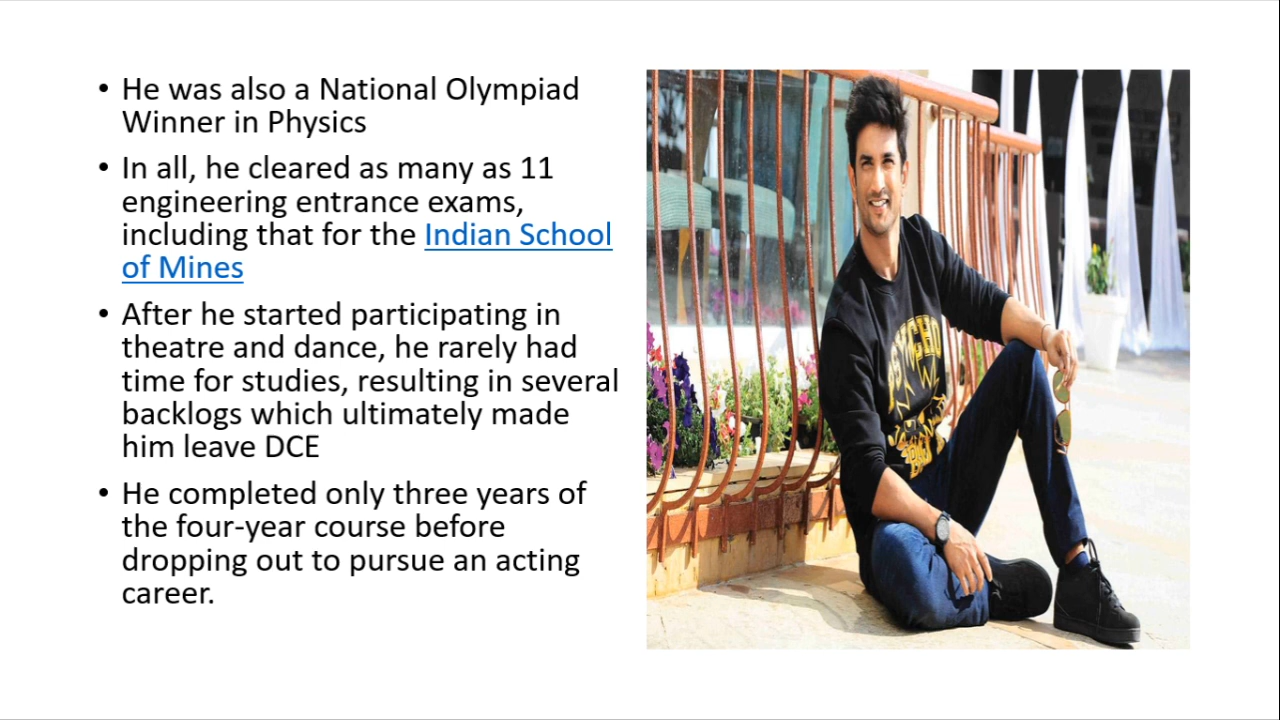 • He was also a National Olympiad
Winner in Physics
• In all, he cleared as many as 11
engineering entrance exams,
including that for the Indian School
of Mines
• After he started participating in
theatre and dance, he rarely had
time for studies, resulting in several
backlogs which ultimately made
him leave DCE
• He completed only three years of
the four-year course before
dropping out to pursue an acting
career.
PSYCHO